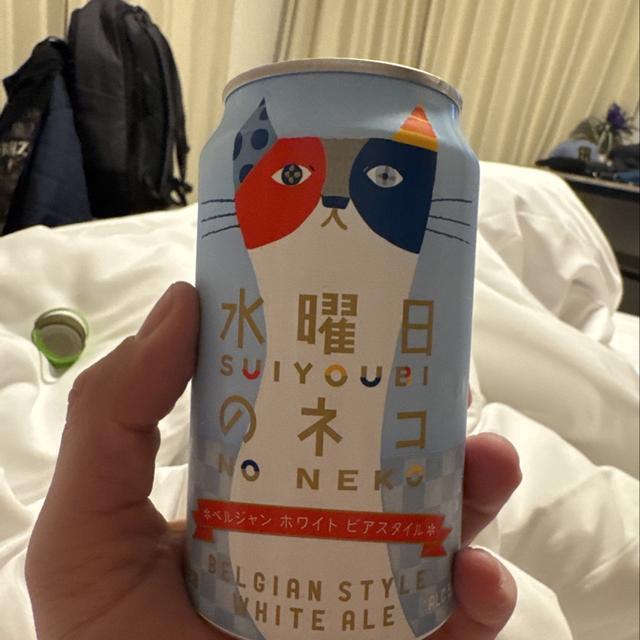 水曜日
SUIYOUBI
のネコ
NO NEKO
*ベルジャン ホワイト ビアスタイル*
BELGIAN STYLE
WHITE ALE